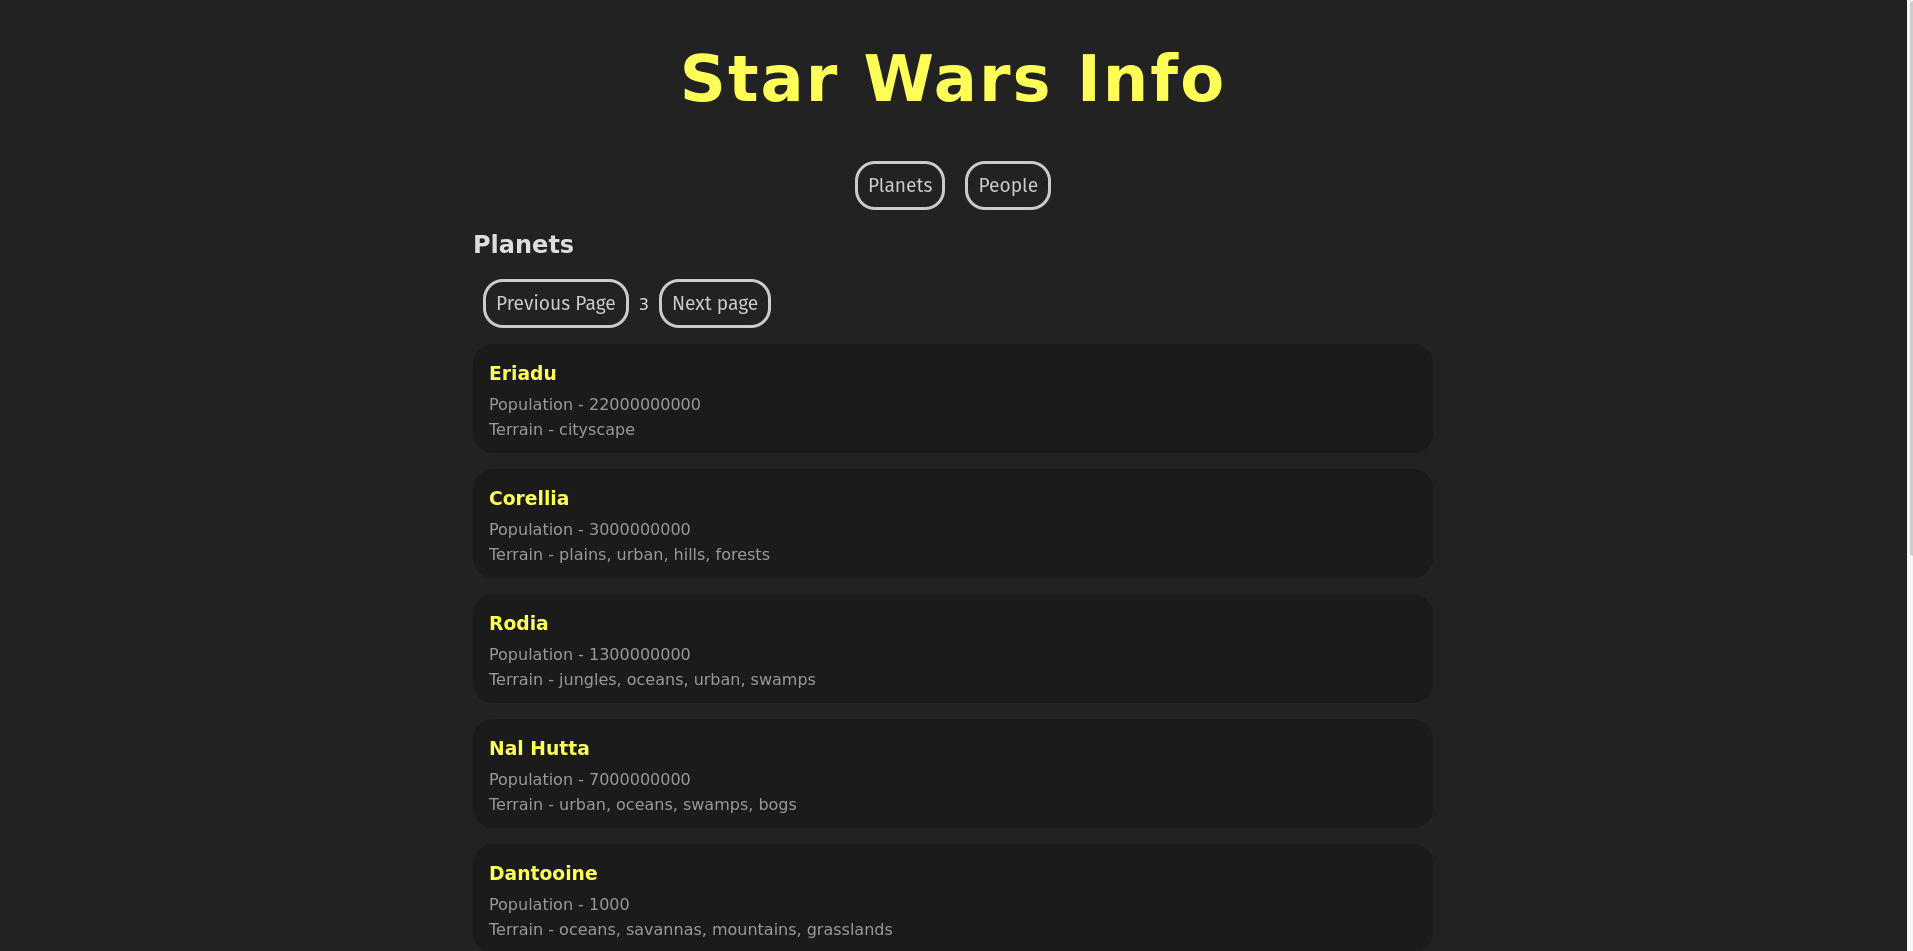 Star Wars Info
Planets People
Planets
Previous Page 3 Next page
Eriadu
Population - 22000000000
Terrain - cityscape
Corellia
Population - 3000000000
Terrain - plains, urban, hills, forests
Rodia
Population - 1300000000
Terrain - jungles, oceans, urban, swamps
Nal Hutta
Population - 7000000000
Terrain - urban, oceans, swamps, bogs
Dantooine
Population - 1000
Terrain - oceans, savannas, mountains, grasslands